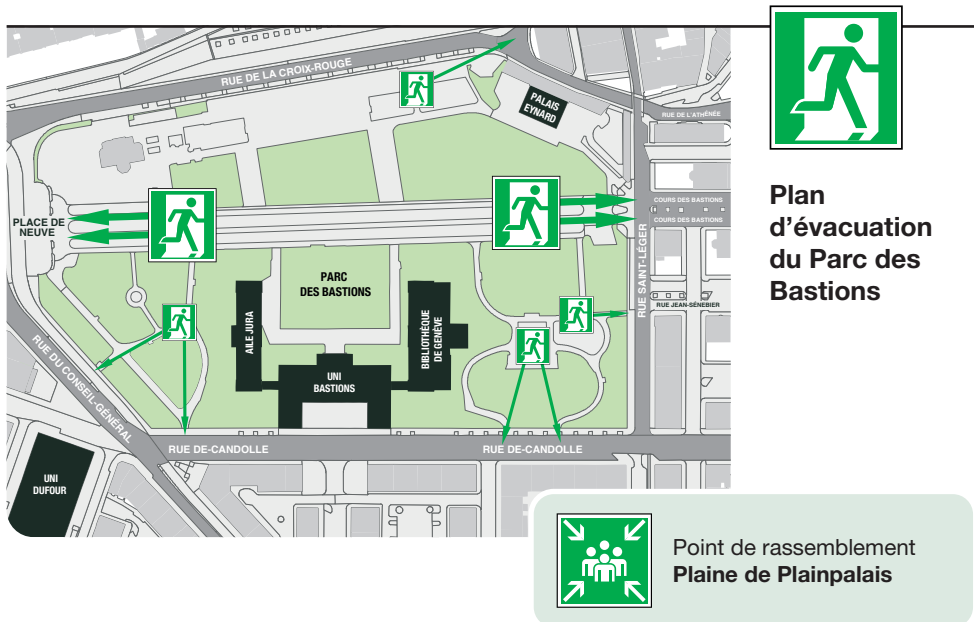 RUE DE LA CROIX-ROUGE
PALAIS
EYNARD
RUE DE L'ATHÉNÉE
PLACE DE
NEUVE
COURS DES BASTIONS
COURS DES BASTIONS
RUE SAINT-LÉGER
PARC
DES BASTIONS
RUE JEAN-SÉNEBIER
AILE JURA
BIBLIOTHÈQUE
DE GENÈVE
UNI
BASTIONS
RUE DU CONSEIL-GÉNÉRAL
RUE DE-CANDOLLE
RUE DE-CANDOLLE
UNI
DUFOUR
Plan
d’évacuation
du Parc des
Bastions
Point de rassemblement
Plaine de Plainpalais